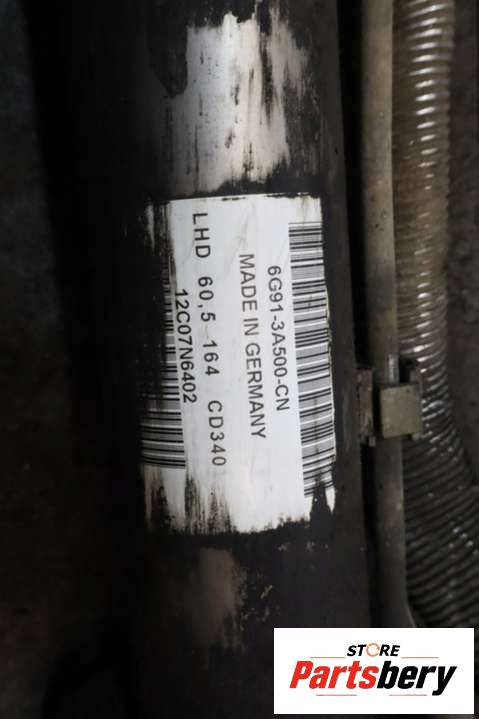 6G91-3A500-CN
MADE IN GERMANY
LHD 60,5 164 CD340
12C07N6402
STORE
Partsbery